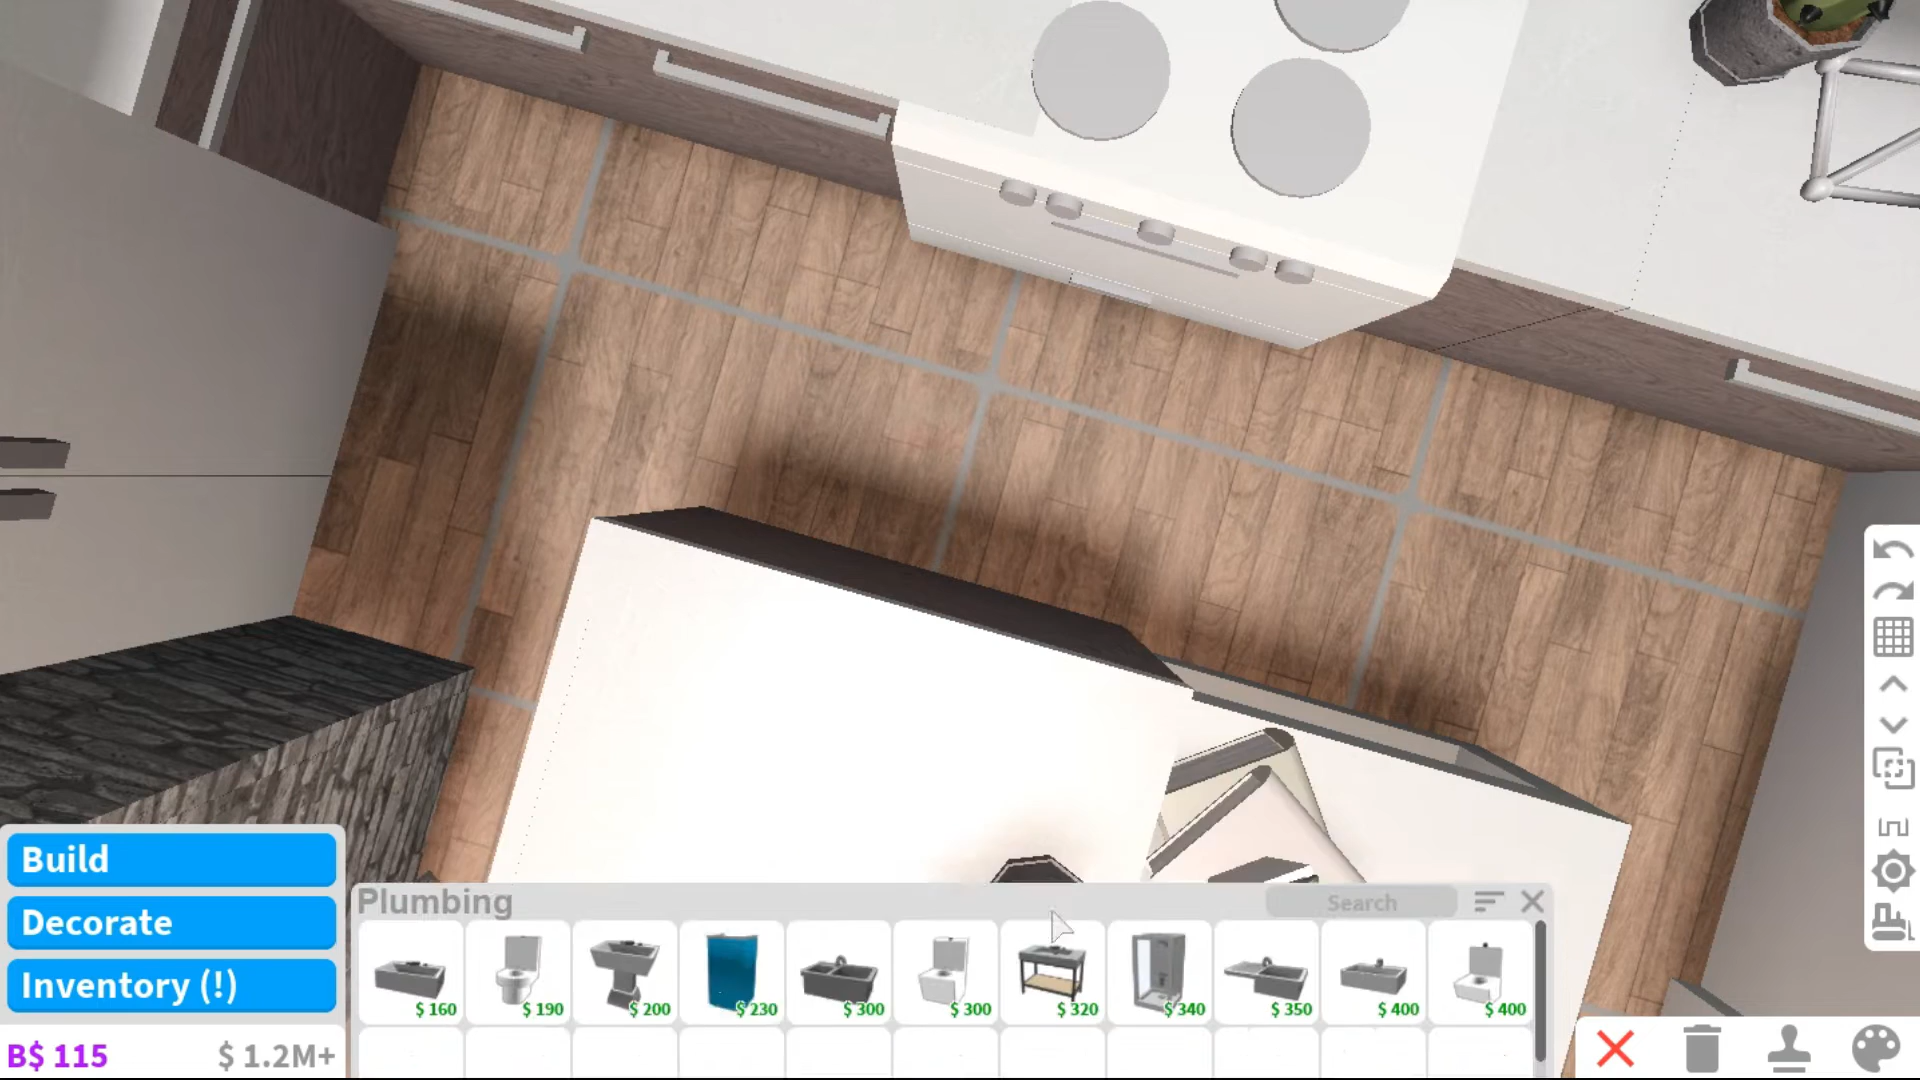 Build
Decorate
Inventory (!)
B$ 115 $ 1.2M+
Plumbing Search
$ 160 $ 190 $ 200 $ 230 $ 300 $ 300 $ 320 $ 340 $ 350 $ 400 $ 400